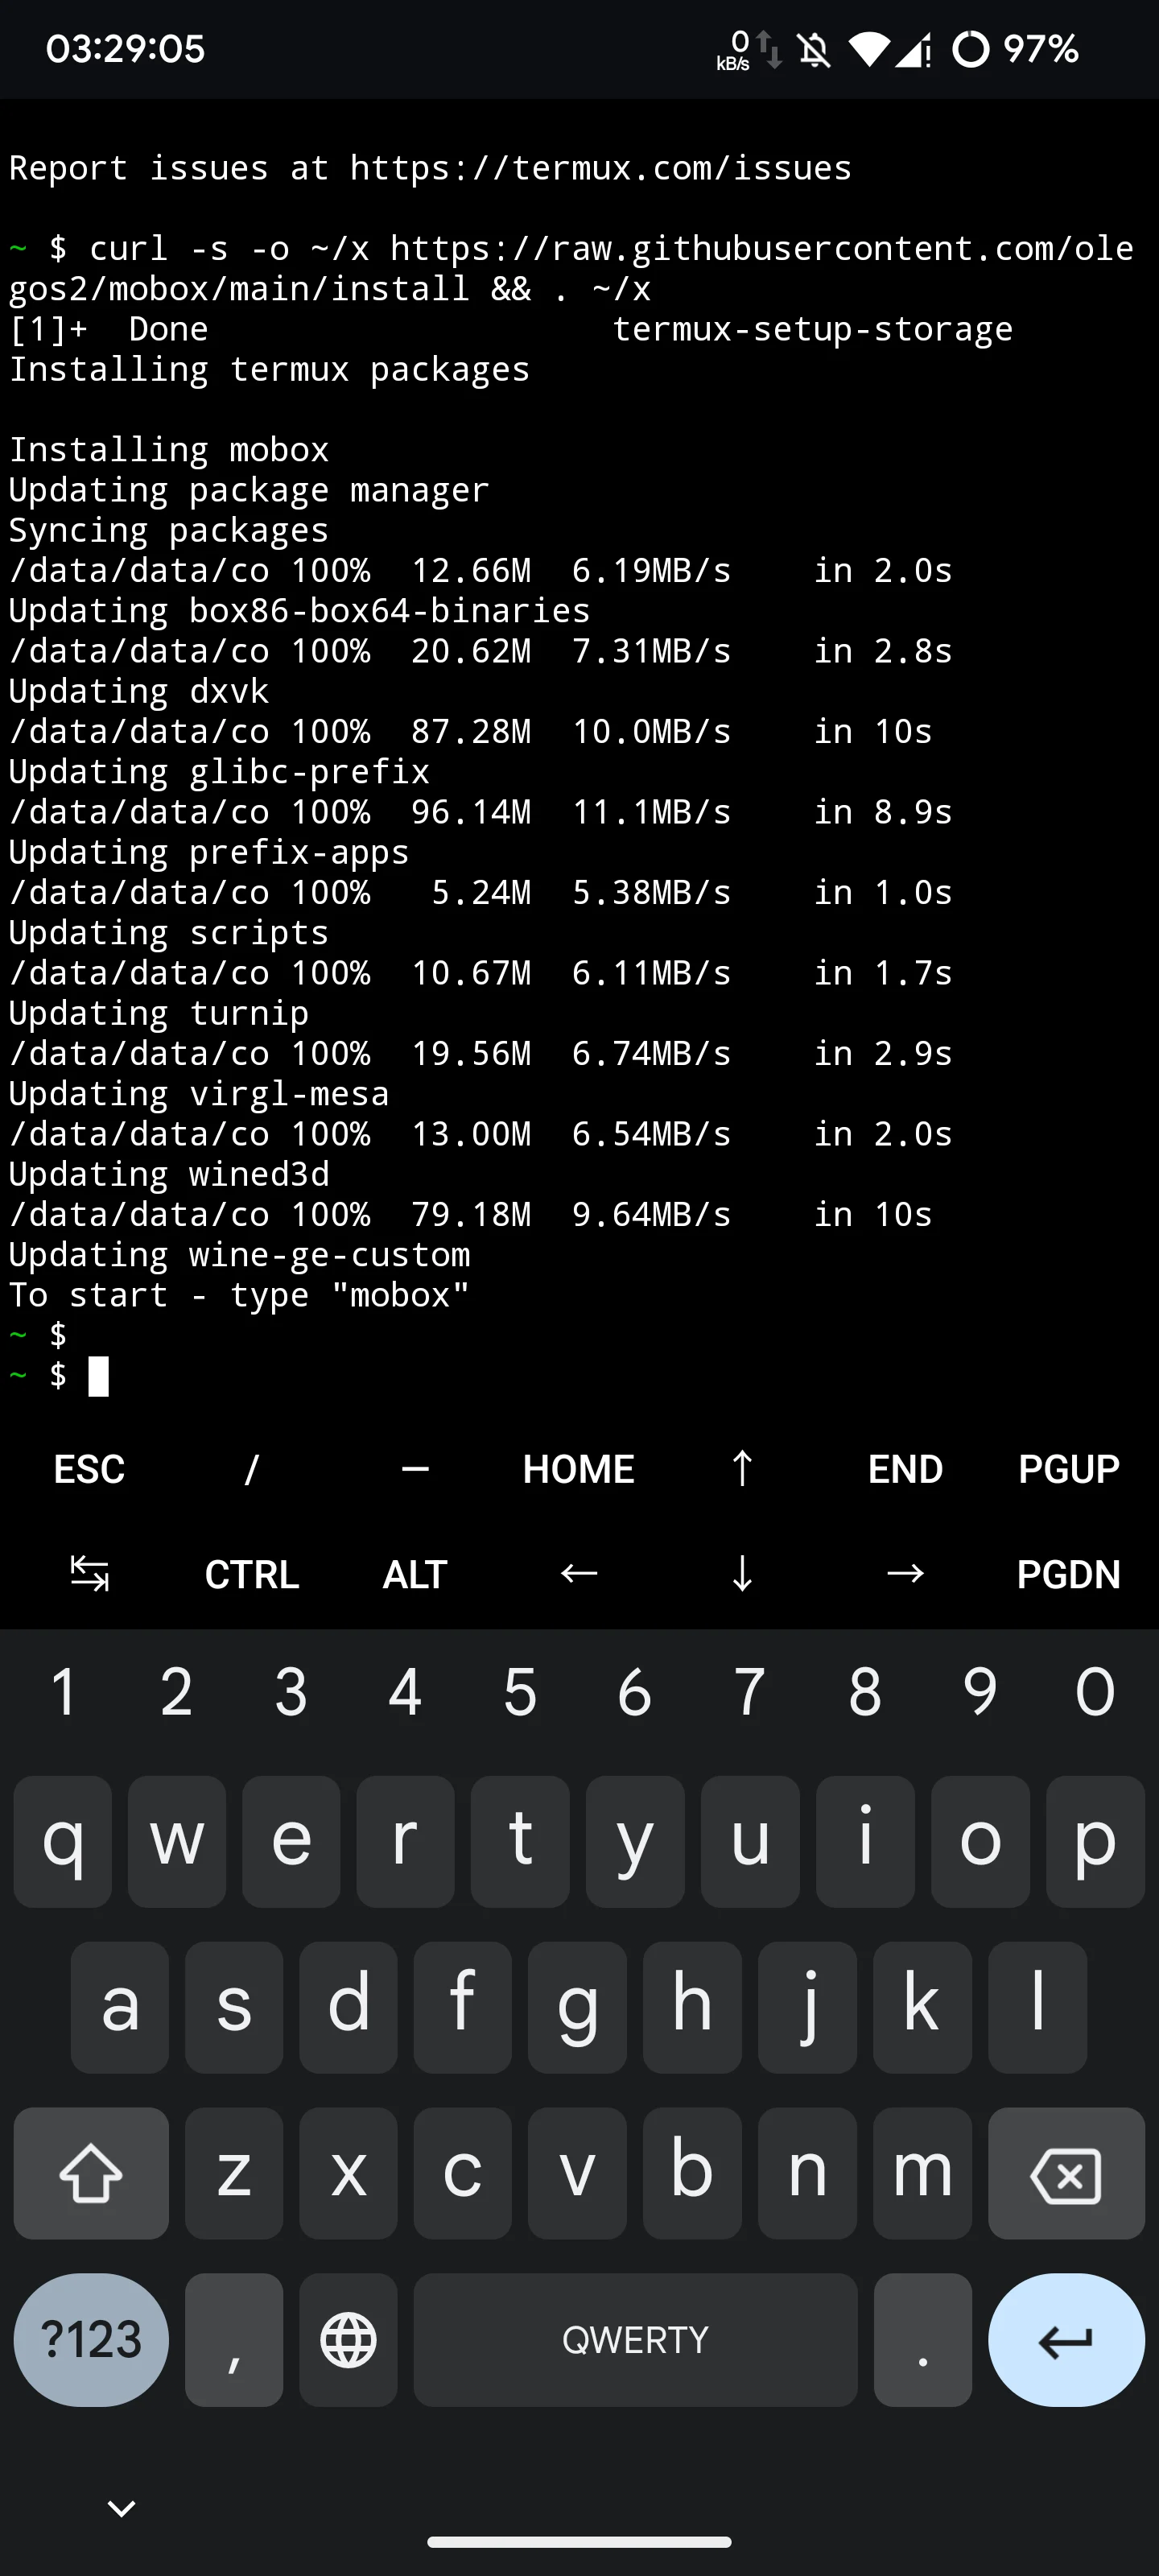 03:29:05 0 kB/s 97%
Report issues at https://termux.com/issues
~ $ curl -s -o ~/x https://raw.githubusercontent.com/ole
gos2/mobox/main/install && . ~/x
[1]+  Done                    termux-setup-storage
Installing termux packages
Installing mobox
Updating package manager
Syncing packages
/data/data/co 100%  12.66M  6.19MB/s    in 2.0s
Updating box86-box64-binaries
/data/data/co 100%  20.62M  7.31MB/s    in 2.8s
Updating dxvk
/data/data/co 100%  87.28M  10.0MB/s    in 10s
Updating glibc-prefix
/data/data/co 100%  96.14M  11.1MB/s    in 8.9s
Updating prefix-apps
/data/data/co 100%   5.24M  5.38MB/s    in 1.0s
Updating scripts
/data/data/co 100%  10.67M  6.11MB/s    in 1.7s
Updating turnip
/data/data/co 100%  19.56M  6.74MB/s    in 2.9s
Updating virgl-mesa
/data/data/co 100%  13.00M  6.54MB/s    in 2.0s
Updating wined3d
/data/data/co 100%  79.18M  9.64MB/s    in 10s
Updating wine-ge-custom
To start - type "mobox"
~ $
~ $
ESC / — HOME ↑ END PGUP
↹ CTRL ALT ← ↓ → PGDN
1 2 3 4 5 6 7 8 9 0
q w e r t y u i o p
a s d f g h j k l
z x c v b n m
?123 , QWERTY .